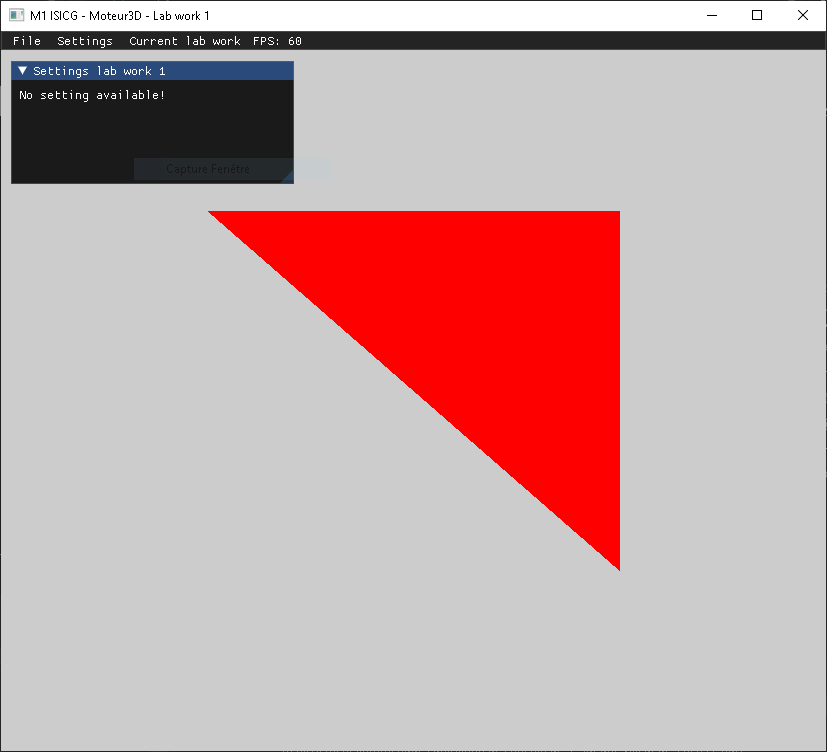 M1 ISICG - Moteur3D - Lab work 1
File Settings Current lab work FPS: 60
Settings lab work 1
No setting available!
Capture Fenêtre